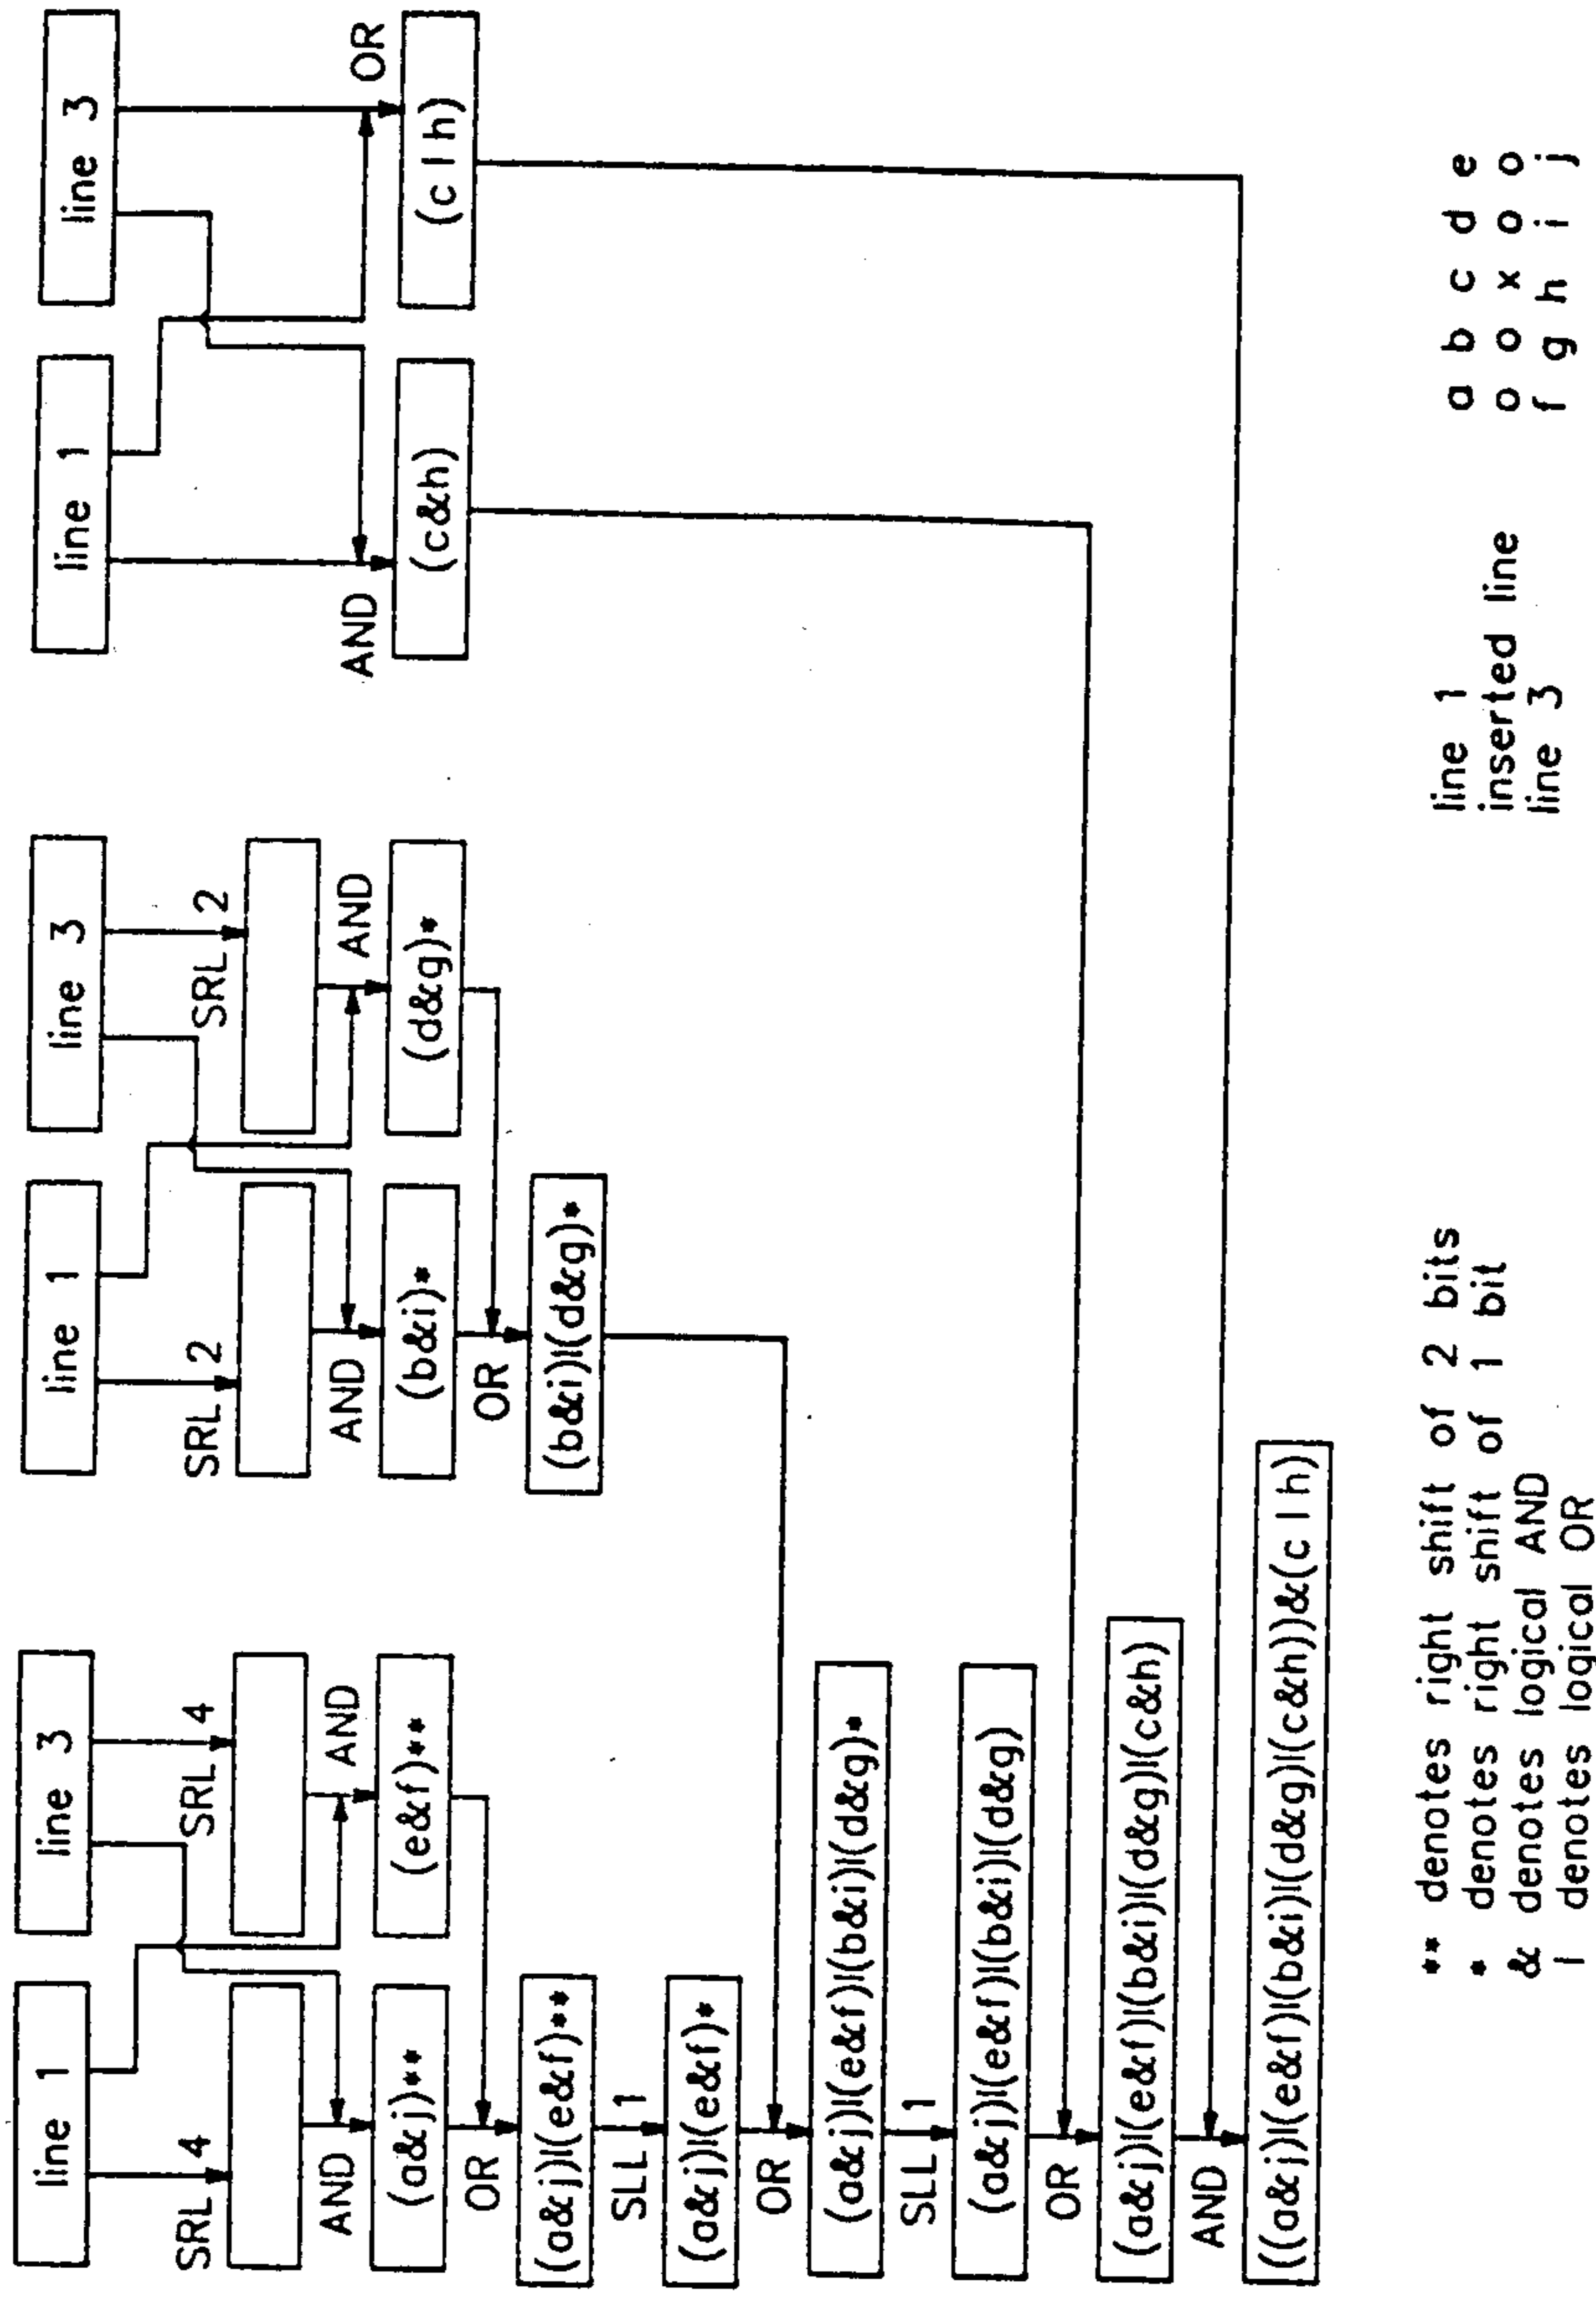 line 1
line 3
SRL 4
SRL 4
AND
AND
(a&j)**
(e&f)**
OR
(a&j)|(e&f)**
SLL 1
(a&j)|(e&f)*
OR
(a&j)|(e&f)|(b&i)|(d&g)*
SLL 1
(a&j)|(e&f)|(b&i)|(d&g)
OR
(a&j)|(e&f)|(b&i)|(d&g)|(c&h)
AND
((a&j)|(e&f)|(b&i)|(d&g)|(c&h))&(c|h)
line 1
line 3
SRL 2
SRL 2
AND
AND
(b&i)*
(d&g)*
OR
(b&i)|(d&g)*
line 1
line 3
AND
OR
(c&h)
(c|h)
** denotes right shift of 2 bits
* denotes right shift of 1 bit
& denotes logical AND
| denotes logical OR
line 1 a b c d e
inserted line o o x o o
line 3 f g h i j